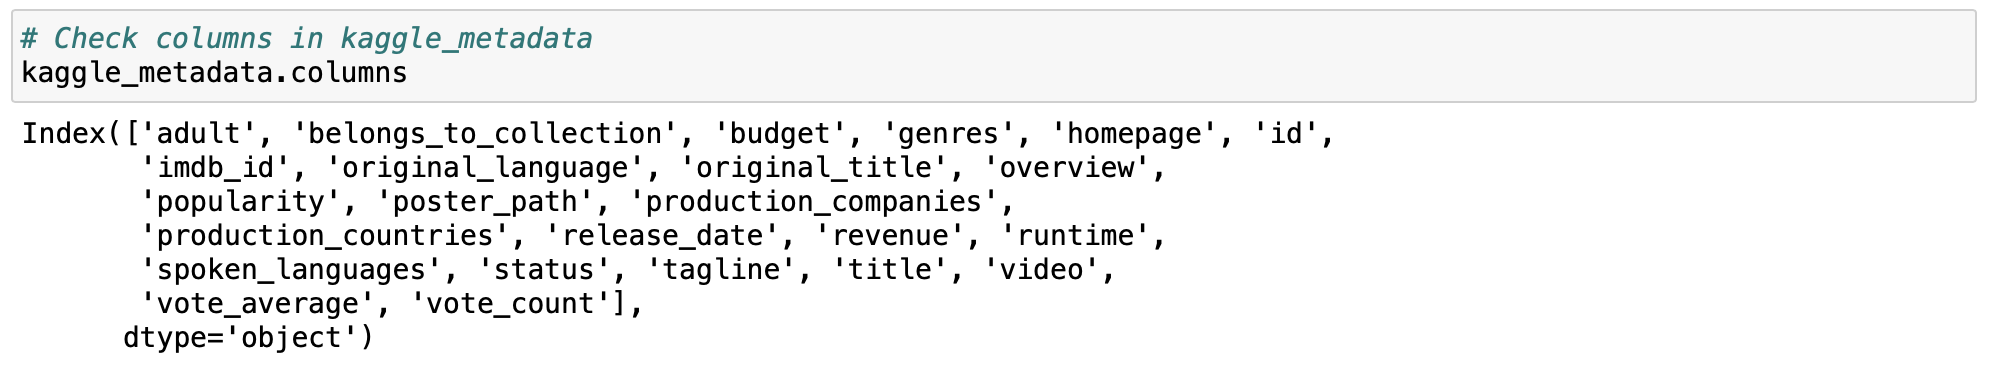 # Check columns in kaggle_metadata
kaggle_metadata.columns
Index(['adult', 'belongs_to_collection', 'budget', 'genres', 'homepage', 'id',
       'imdb_id', 'original_language', 'original_title', 'overview',
       'popularity', 'poster_path', 'production_companies',
       'production_countries', 'release_date', 'revenue', 'runtime',
       'spoken_languages', 'status', 'tagline', 'title', 'video',
       'vote_average', 'vote_count'],
      dtype='object')